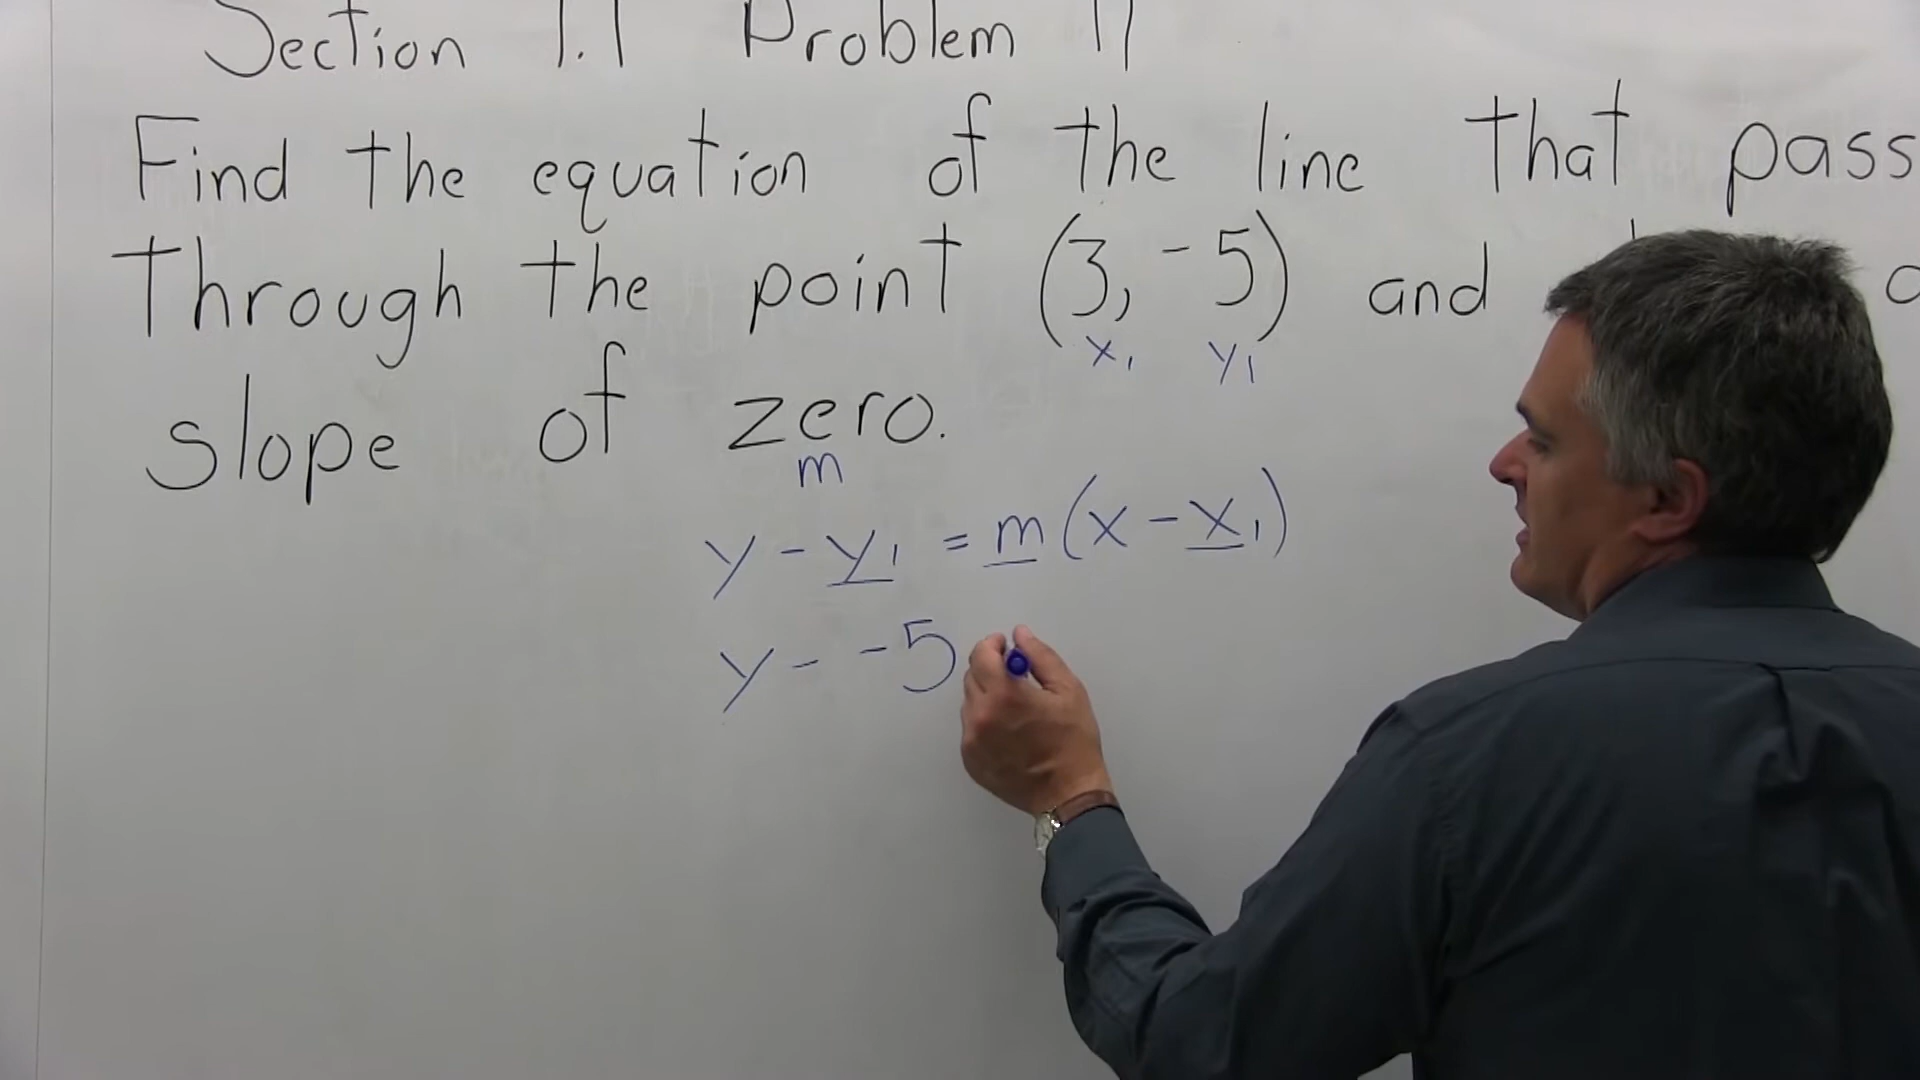 Section 1.1 Problem 11
Find the equation of the line that pass
through the point (3, -5) and
x₁ y₁
slope of zero.
m
y - y₁ = m(x - x₁)
y - -5